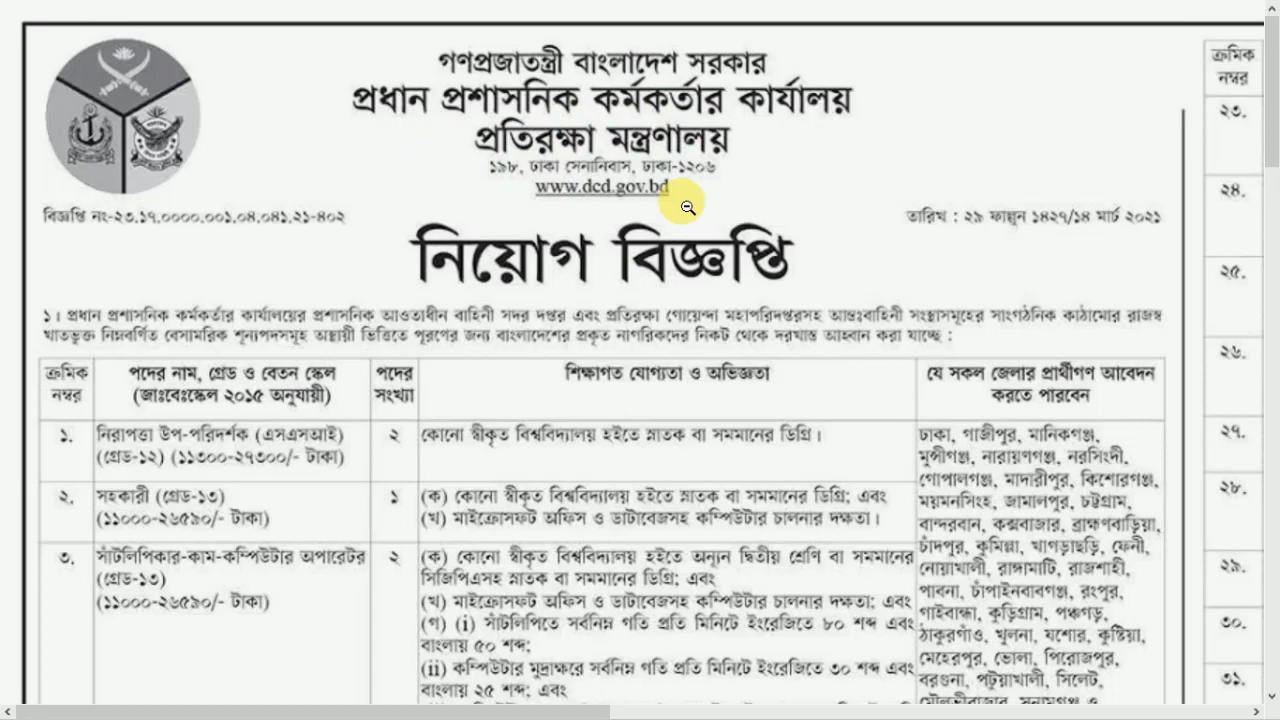 গণপ্রজাতন্ত্রী বাংলাদেশ সরকার
প্রধান প্রশাসনিক কর্মকর্তার কার্যালয়
প্রতিরক্ষা মন্ত্রণালয়
১৯৮, ঢাকা সেনানিবাস, ঢাকা-১২০৬
www.dcd.gov.bd
বিজ্ঞপ্তি নং-২৩.১৭.০০০০.০০১.০৪.০৪১.২১-৪০২
তারিখ : ২৯ ফাল্গুন ১৪২৭/১৪ মার্চ ২০২১
নিয়োগ বিজ্ঞপ্তি
১। প্রধান প্রশাসনিক কর্মকর্তার কার্যালয়ের প্রশাসনিক আওতাধীন বাহিনী সদর দপ্তর এবং প্রতিরক্ষা গোয়েন্দা মহাপরিদপ্তরসহ আন্তঃবাহিনী সংস্থাসমূহের সাংগঠনিক কাঠামোর রাজস্ব
খাতভুক্ত নিম্নবর্ণিত বেসামরিক শূন্যপদসমূহ অস্থায়ী ভিত্তিতে পূরণের জন্য বাংলাদেশের প্রকৃত নাগরিকদের নিকট থেকে দরখাস্ত আহবান করা যাচ্ছে :
ক্রমিক
নম্বর
পদের নাম, গ্রেড ও বেতন স্কেল
(জাঃবেঃস্কেল ২০১৫ অনুযায়ী)
পদের
সংখ্যা
শিক্ষাগত যোগ্যতা ও অভিজ্ঞতা
যে সকল জেলার প্রার্থীগণ আবেদন
করতে পারবেন
১.
নিরাপত্তা উপ-পরিদর্শক (এসএসআই)
(গ্রেড-১২) (১১৩০০-২৭৩০০/- টাকা)
২
কোনো স্বীকৃত বিশ্ববিদ্যালয় হইতে স্নাতক বা সমমানের ডিগ্রি।
২.
সহকারী (গ্রেড-১৩)
(১১০০০-২৬৫৯০/- টাকা)
১
(ক) কোনো স্বীকৃত বিশ্ববিদ্যালয় হইতে স্নাতক বা সমমানের ডিগ্রি; এবং
(খ) মাইক্রোসফট অফিস ও ডাটাবেজসহ কম্পিউটার চালনার দক্ষতা।
৩.
সাঁটলিপিকার-কাম-কম্পিউটার অপারেটর
(গ্রেড-১৩)
(১১০০০-২৬৫৯০/- টাকা)
২
(ক) কোনো স্বীকৃত বিশ্ববিদ্যালয় হইতে অন্যূন দ্বিতীয় শ্রেণি বা সমমানের
সিজিপিএসহ স্নাতক বা সমমানের ডিগ্রি; এবং
(খ) মাইক্রোসফট অফিস ও ডাটাবেজসহ কম্পিউটার চালনার দক্ষতা; এবং
(গ) (i) সাঁটলিপিতে সর্বনিম্ন গতি প্রতি মিনিটে ইংরেজিতে ৮০ শব্দ এবং
বাংলায় ৫০ শব্দ;
(ii) কম্পিউটার মুদ্রাক্ষরে সর্বনিম্ন গতি প্রতি মিনিটে ইংরেজিতে ৩০ শব্দ এবং
বাংলায় ২৫ শব্দ; এবং
ঢাকা, গাজীপুর, মানিকগঞ্জ,
মুন্সীগঞ্জ, নারায়ণগঞ্জ, নরসিংদী,
গোপালগঞ্জ, মাদারীপুর, কিশোরগঞ্জ,
ময়মনসিংহ, জামালপুর, চট্টগ্রাম,
বান্দরবান, কক্সবাজার, ব্রাহ্মণবাড়িয়া,
চাঁদপুর, কুমিল্লা, খাগড়াছড়ি, ফেনী,
নোয়াখালী, রাঙ্গামাটি, রাজশাহী,
পাবনা, চাঁপাইনবাবগঞ্জ, রংপুর,
গাইবান্ধা, কুড়িগ্রাম, পঞ্চগড়,
ঠাকুরগাঁও, খুলনা, যশোর, কুষ্টিয়া,
মেহেরপুর, ভোলা, পিরোজপুর,
বরগুনা, পটুয়াখালী, সিলেট,
মৌলভীবাজার, সুনামগঞ্জ ও
ক্রমিক
নম্বর
২৩.
২৪.
২৫.
২৬.
২৭.
২৮.
২৯.
৩০.
৩১.